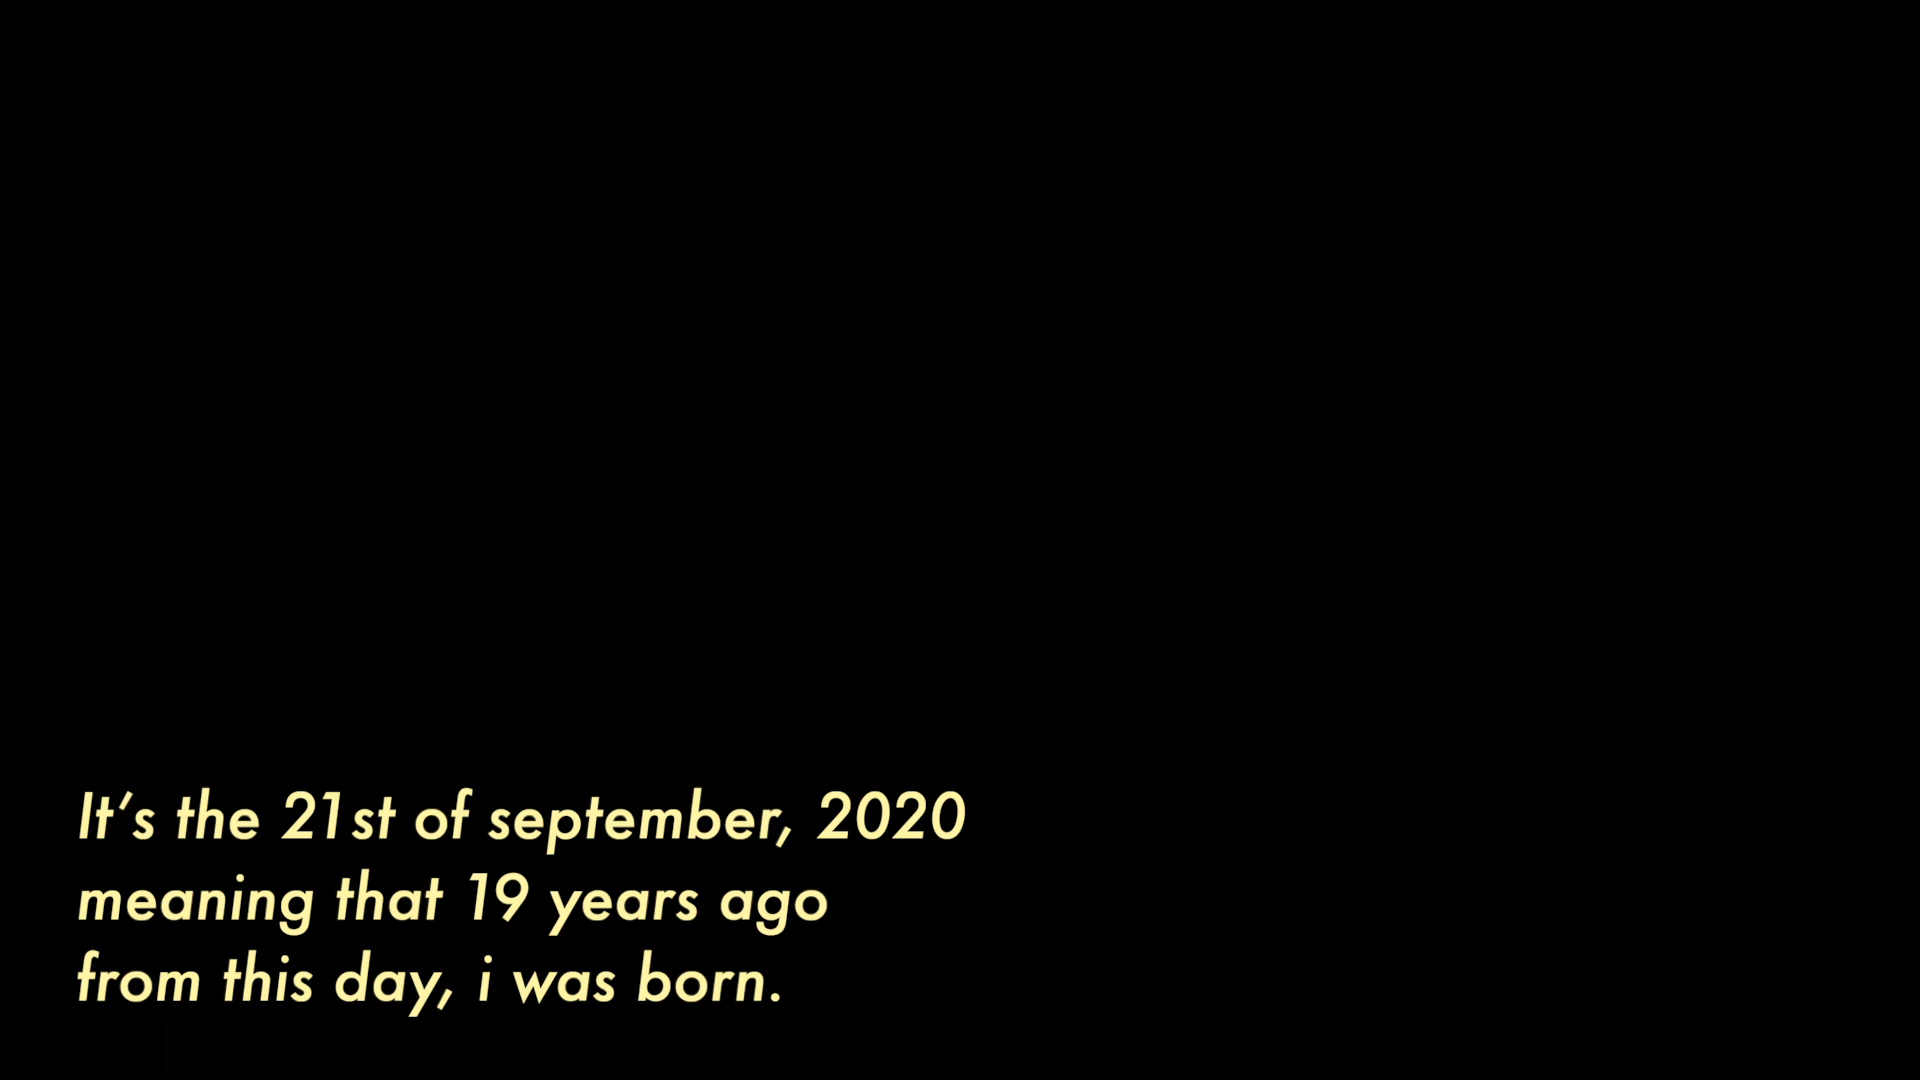 It’s the 21st of september, 2020
meaning that 19 years ago
from this day, i was born.